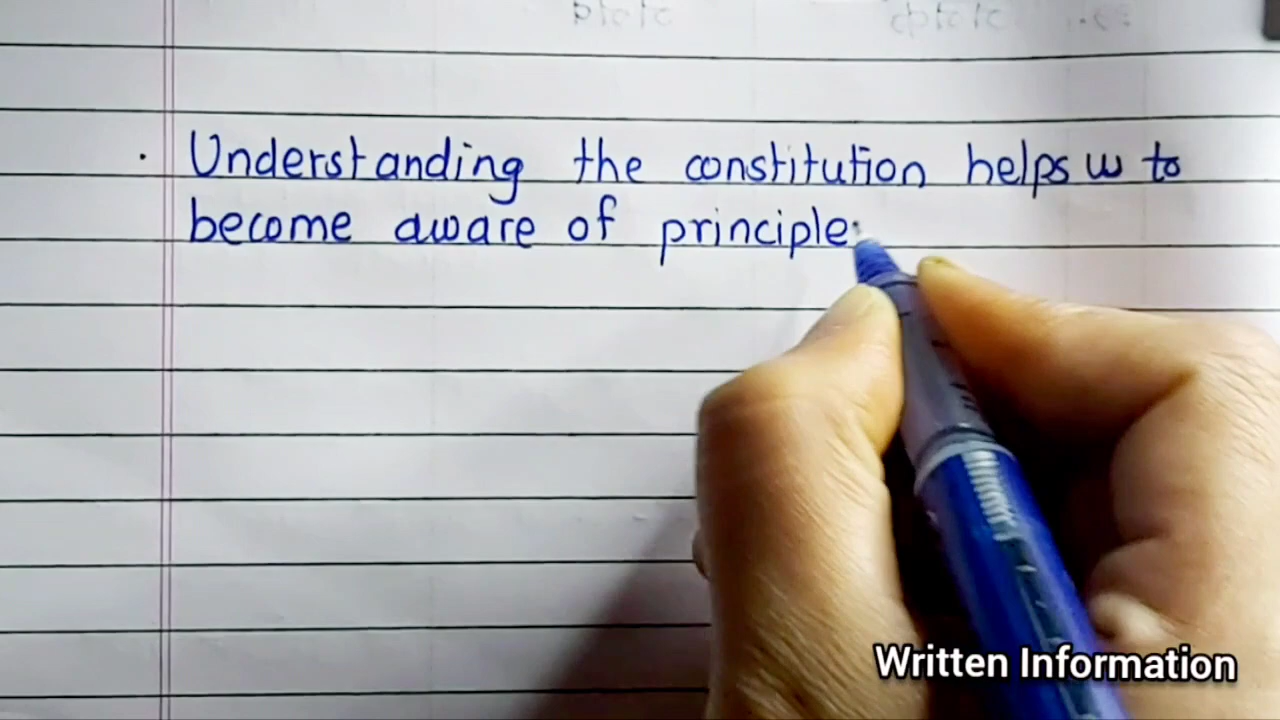 . Understanding the constitution helps us to
become aware of principle
Written Information